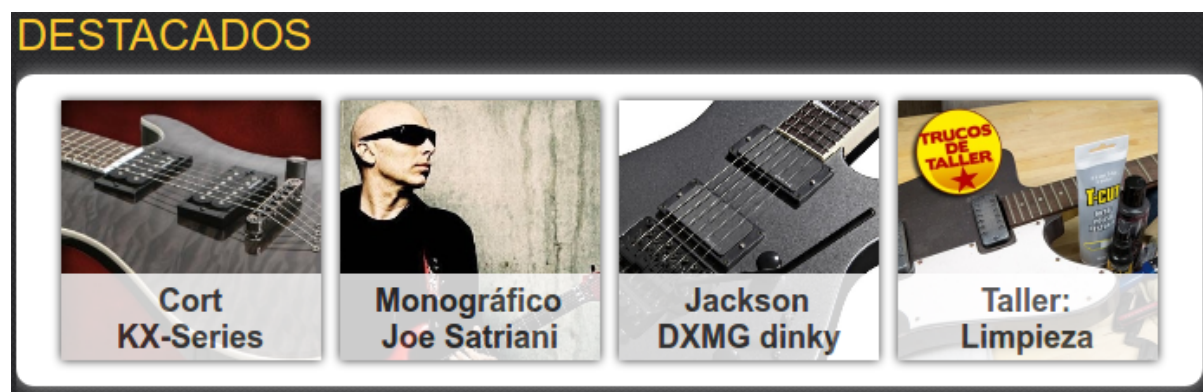 DESTACADOS
Cort
KX-Series
Monográfico
Joe Satriani
Jackson
DXMG dinky
TRUCOS
DE
TALLER
T-CUT
Taller:
Limpieza